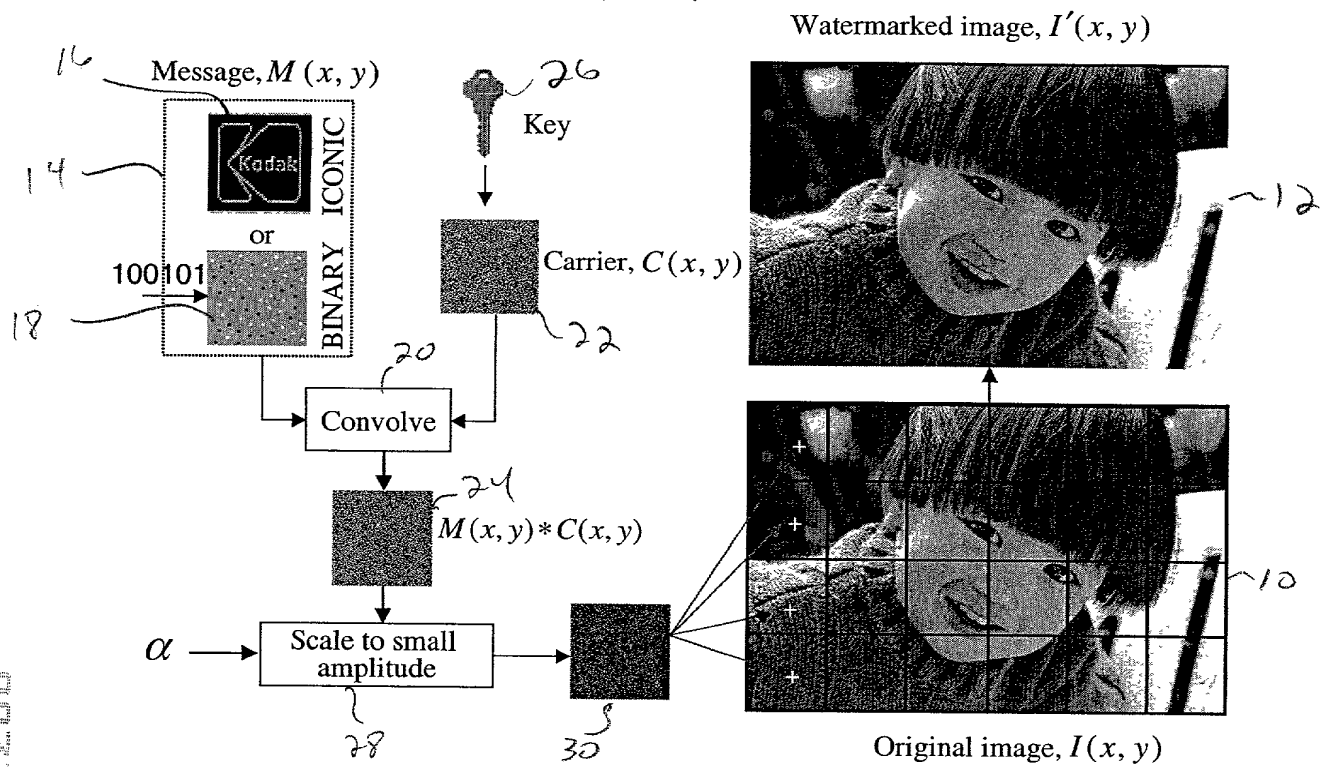 Watermarked image, I′(x, y)
16
Message, M (x, y)
26
Key
Kodak
ICONIC
14
or
12
100101
BINARY
Carrier, C(x, y)
18
22
20
Convolve
24
M(x, y)*C(x, y)
10
α
Scale to small
amplitude
28
30
Original image, I(x, y)